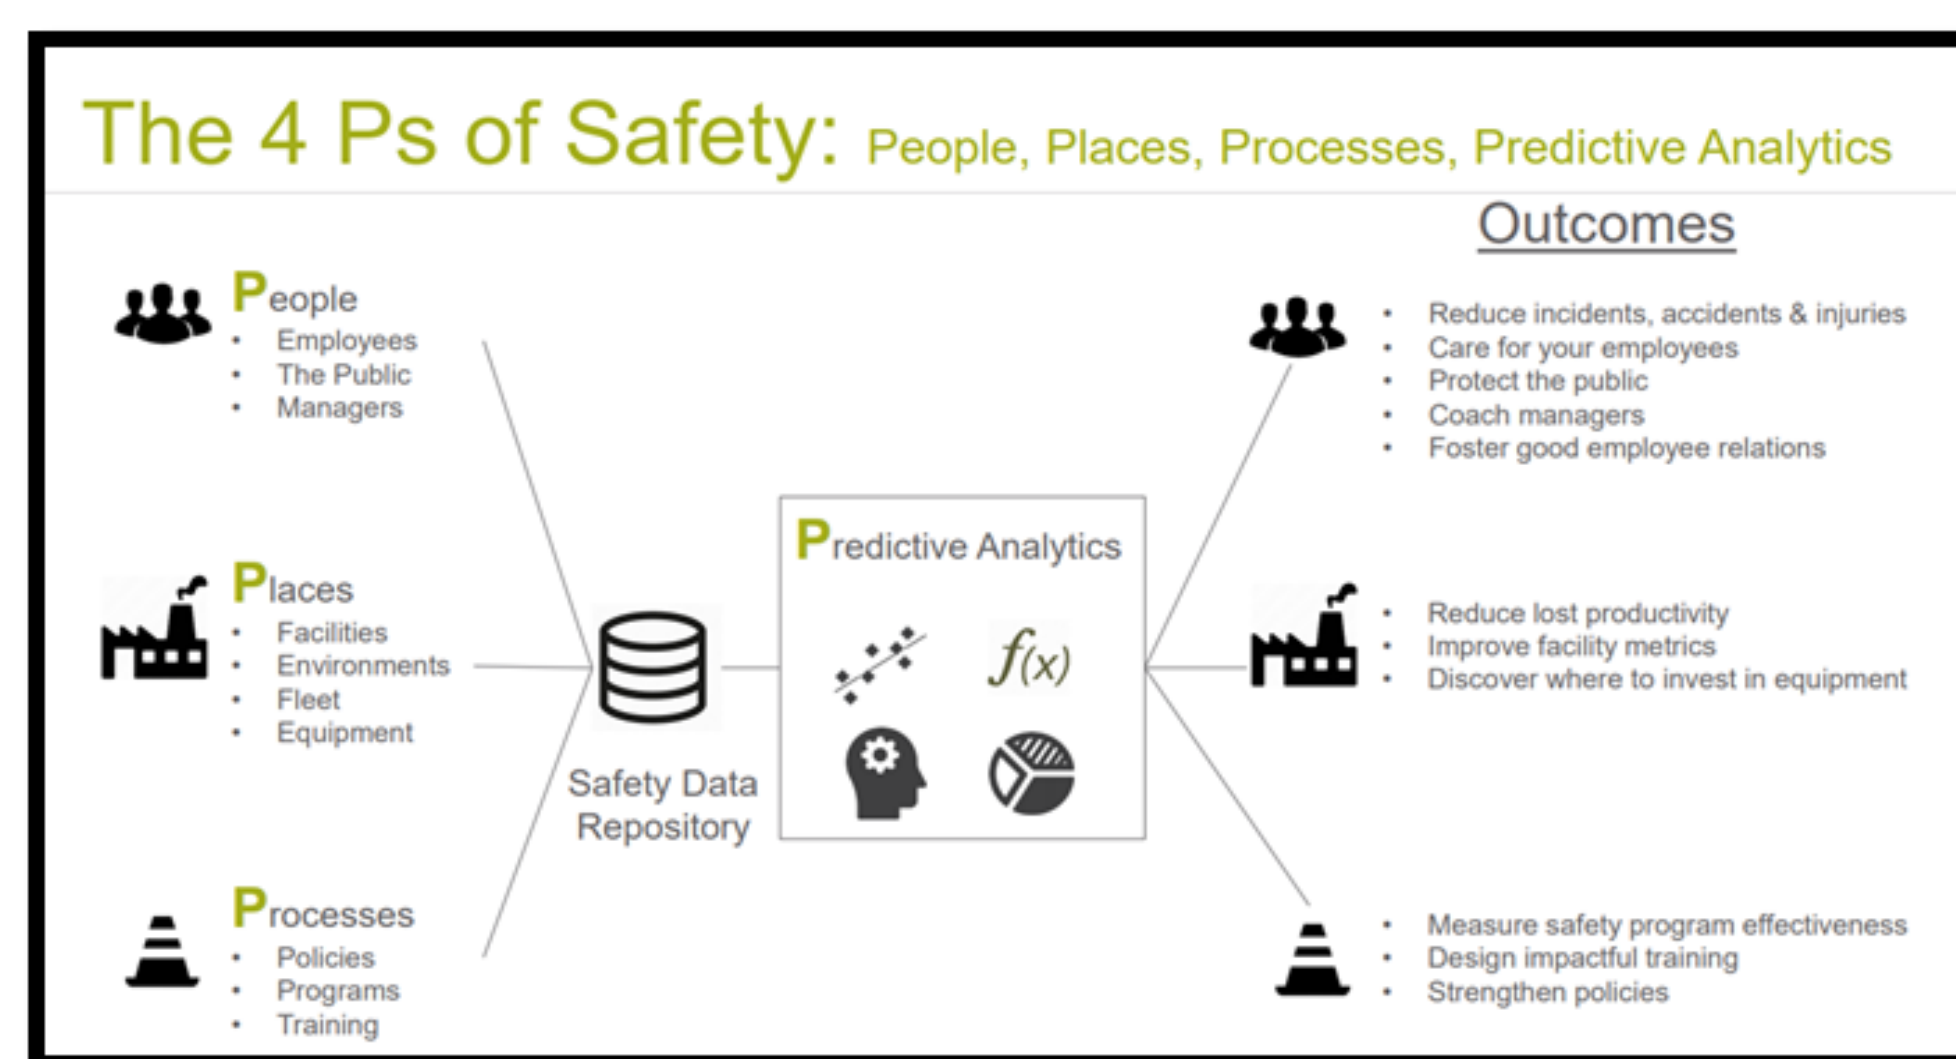 The 4 Ps of Safety: People, Places, Processes, Predictive Analytics
People
• Employees
• The Public
• Managers
Places
• Facilities
• Environments
• Fleet
• Equipment
Processes
• Policies
• Programs
• Training
Safety Data
Repository
Predictive Analytics
f(x)
Outcomes
• Reduce incidents, accidents & injuries
• Care for your employees
• Protect the public
• Coach managers
• Foster good employee relations
• Reduce lost productivity
• Improve facility metrics
• Discover where to invest in equipment
• Measure safety program effectiveness
• Design impactful training
• Strengthen policies